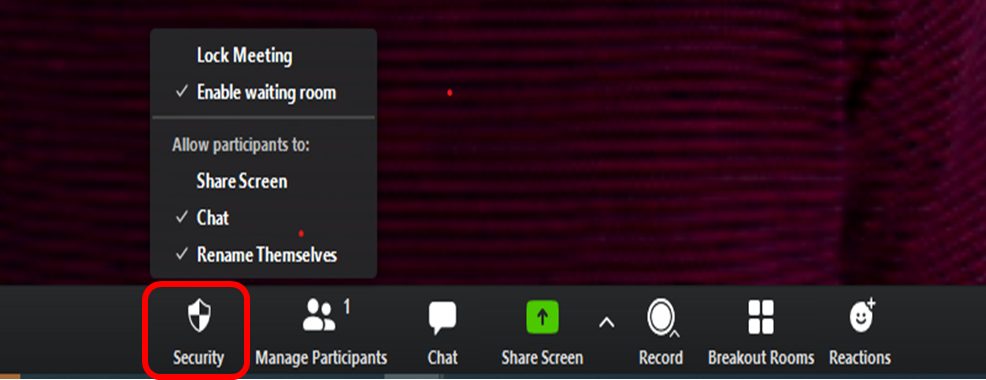 Lock Meeting
✓ Enable waiting room
Allow participants to:
Share Screen
✓ Chat
✓ Rename Themselves
1
Security Manage Participants Chat Share Screen Record Breakout Rooms Reactions